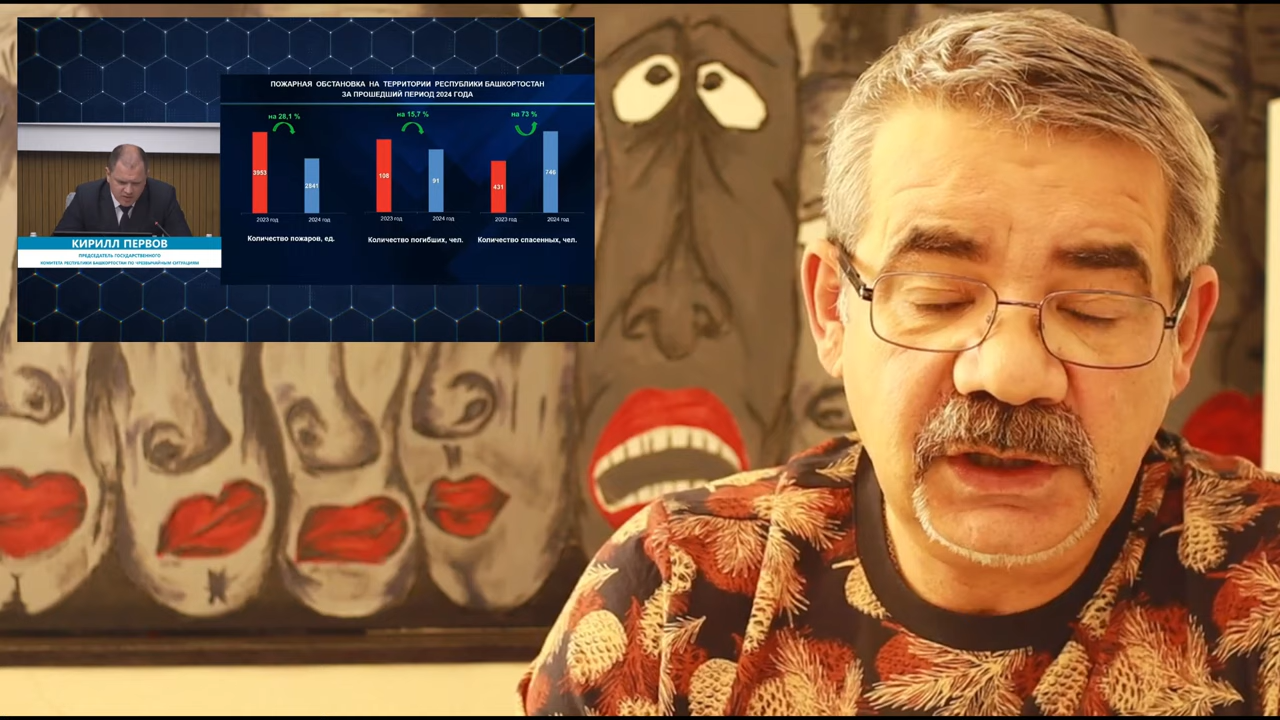 ПОЖАРНАЯ ОБСТАНОВКА НА ТЕРРИТОРИИ РЕСПУБЛИКИ БАШКОРТОСТАН
ЗА ПРОШЕДШИЙ ПЕРИОД 2024 ГОДА
на 28,1 %
на 15,7 %
на 73 %
3953
2841
108
91
431
746
2023 год
2024 год
2023 год
2024 год
2023 год
2024 год
Количество пожаров, ед.
Количество погибших, чел.
Количество спасенных, чел.
КИРИЛЛ ПЕРВОВ
ПРЕДСЕДАТЕЛЬ ГОСУДАРСТВЕННОГО
КОМИТЕТА РЕСПУБЛИКИ БАШКОРТОСТАН ПО ЧРЕЗВЫЧАЙНЫМ СИТУАЦИЯМ